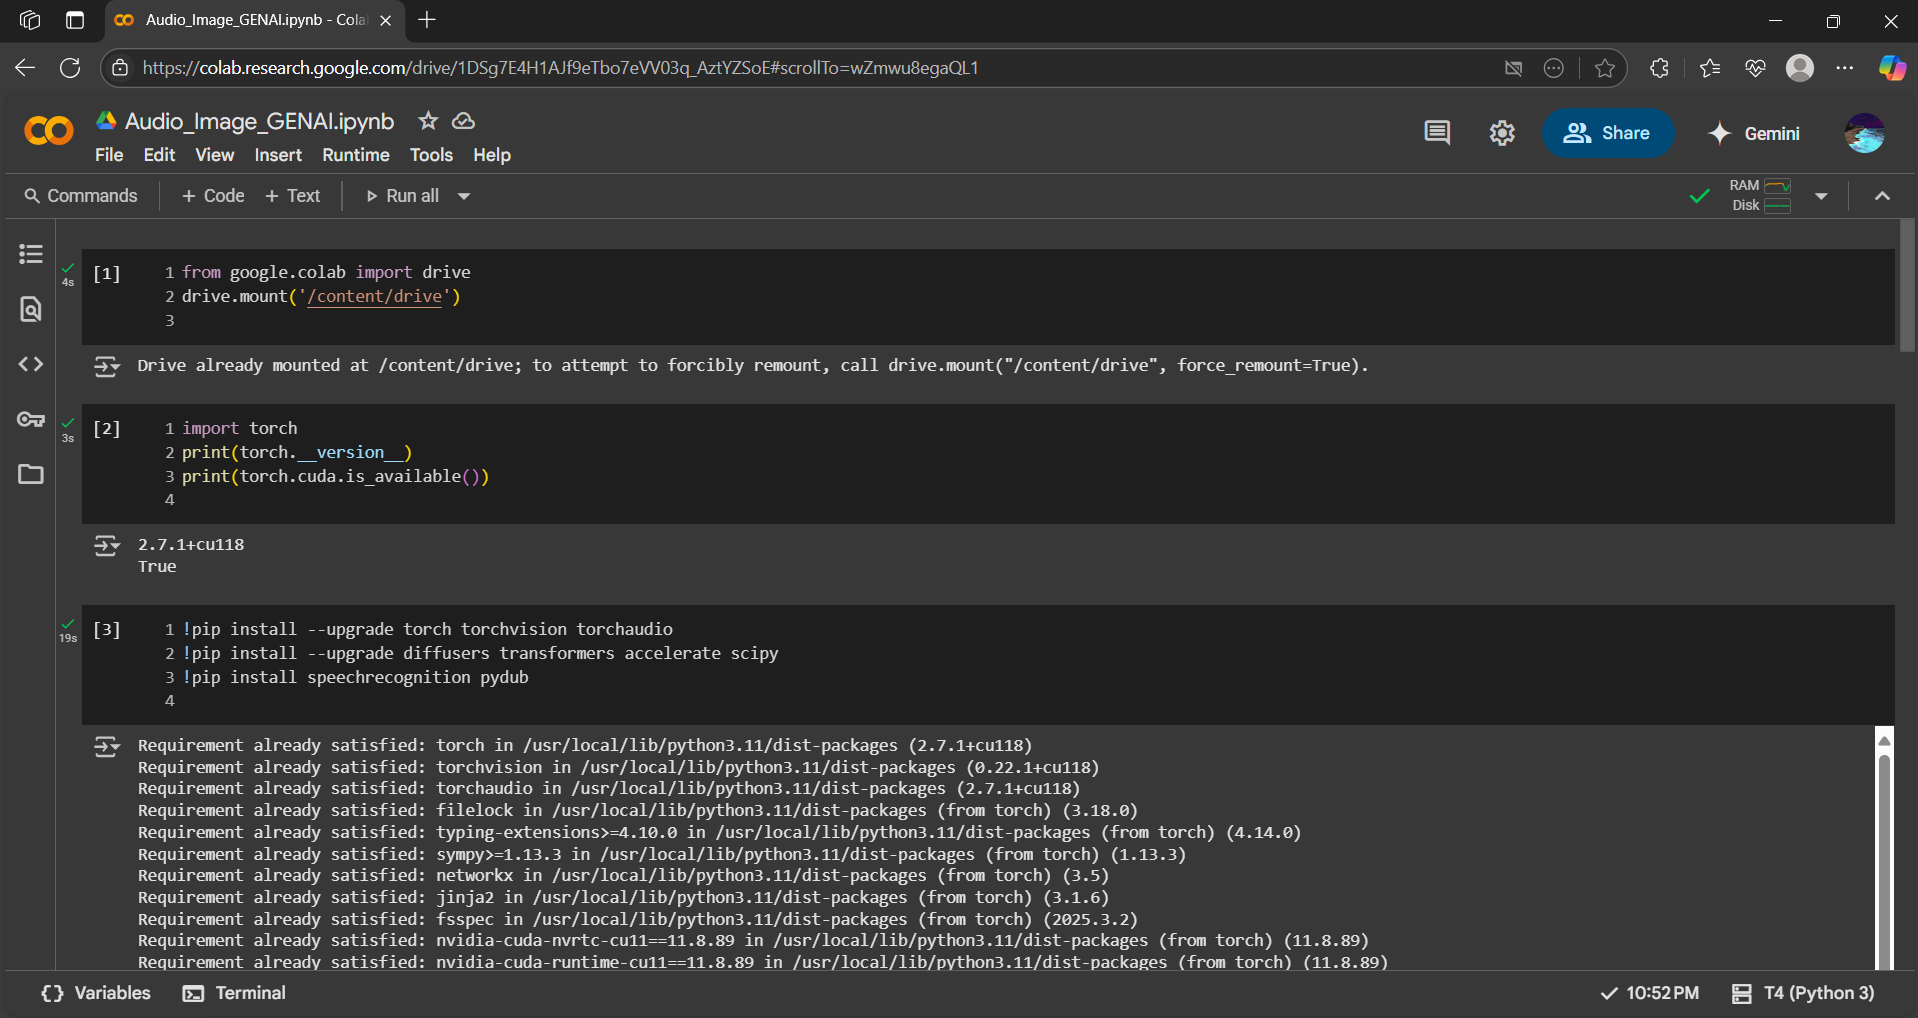 Audio_Image_GENAI.ipynb - Cola
https://colab.research.google.com/drive/1DSg7E4H1AJf9eTbo7eVV03q_AztYZSoE#scrollTo=wZmwu8egaQL1
Audio_Image_GENAI.ipynb
File Edit View Insert Runtime Tools Help
Share
Gemini
Commands + Code + Text Run all
RAM
Disk
4s
[1]
1 from google.colab import drive
2 drive.mount('/content/drive')
3
Drive already mounted at /content/drive; to attempt to forcibly remount, call drive.mount("/content/drive", force_remount=True).
3s
[2]
1 import torch
2 print(torch.__version__)
3 print(torch.cuda.is_available())
4
2.7.1+cu118
True
19s
[3]
1 !pip install --upgrade torch torchvision torchaudio
2 !pip install --upgrade diffusers transformers accelerate scipy
3 !pip install speechrecognition pydub
4
Requirement already satisfied: torch in /usr/local/lib/python3.11/dist-packages (2.7.1+cu118)
Requirement already satisfied: torchvision in /usr/local/lib/python3.11/dist-packages (0.22.1+cu118)
Requirement already satisfied: torchaudio in /usr/local/lib/python3.11/dist-packages (2.7.1+cu118)
Requirement already satisfied: filelock in /usr/local/lib/python3.11/dist-packages (from torch) (3.18.0)
Requirement already satisfied: typing-extensions>=4.10.0 in /usr/local/lib/python3.11/dist-packages (from torch) (4.14.0)
Requirement already satisfied: sympy>=1.13.3 in /usr/local/lib/python3.11/dist-packages (from torch) (1.13.3)
Requirement already satisfied: networkx in /usr/local/lib/python3.11/dist-packages (from torch) (3.5)
Requirement already satisfied: jinja2 in /usr/local/lib/python3.11/dist-packages (from torch) (3.1.6)
Requirement already satisfied: fsspec in /usr/local/lib/python3.11/dist-packages (from torch) (2025.3.2)
Requirement already satisfied: nvidia-cuda-nvrtc-cu11==11.8.89 in /usr/local/lib/python3.11/dist-packages (from torch) (11.8.89)
Requirement already satisfied: nvidia-cuda-runtime-cu11==11.8.89 in /usr/local/lib/python3.11/dist-packages (from torch) (11.8.89)
Variables Terminal
10:52 PM T4 (Python 3)